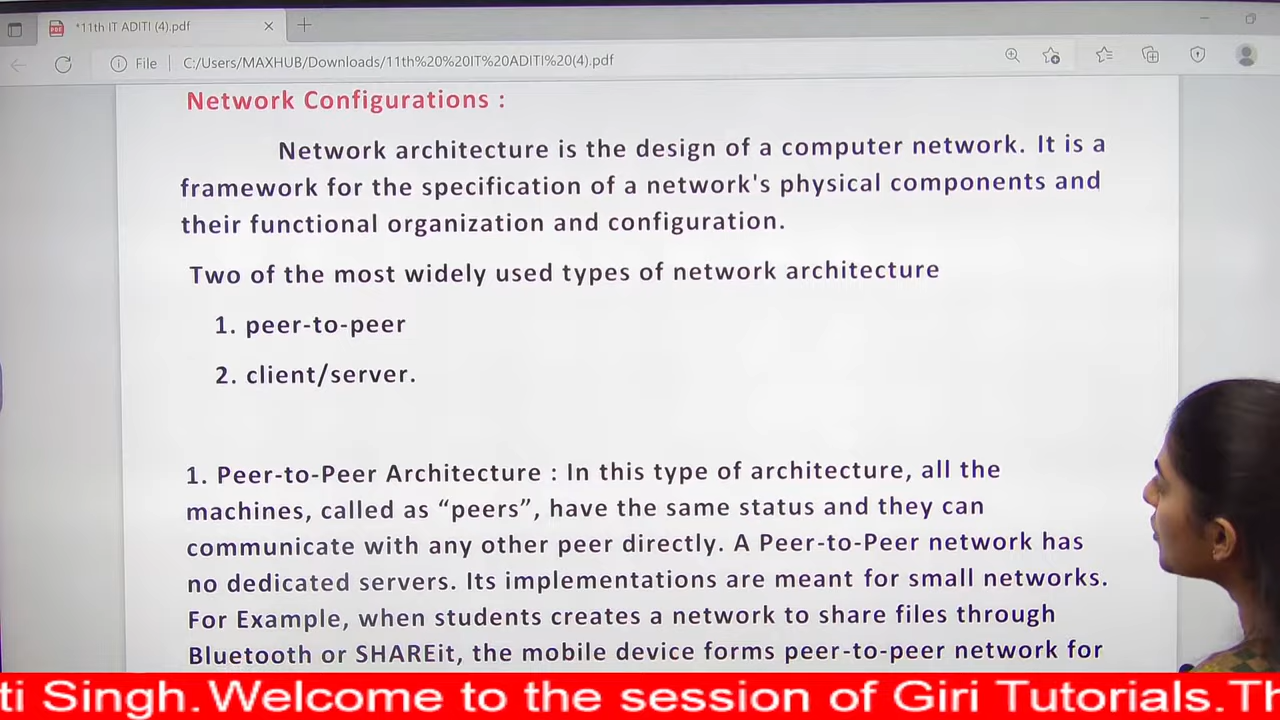 *11th IT ADITI (4).pdf
File C:/Users/MAXHUB/Downloads/11th%20%20IT%20ADITI%20(4).pdf
Network Configurations :
Network architecture is the design of a computer network. It is a
framework for the specification of a network's physical components and
their functional organization and configuration.
Two of the most widely used types of network architecture
1. peer-to-peer
2. client/server.
1. Peer-to-Peer Architecture : In this type of architecture, all the
machines, called as “peers”, have the same status and they can
communicate with any other peer directly. A Peer-to-Peer network has
no dedicated servers. Its implementations are meant for small networks.
For Example, when students creates a network to share files through
Bluetooth or SHAREit, the mobile device forms peer-to-peer network for
ti Singh.Welcome to the session of Giri Tutorials.Th